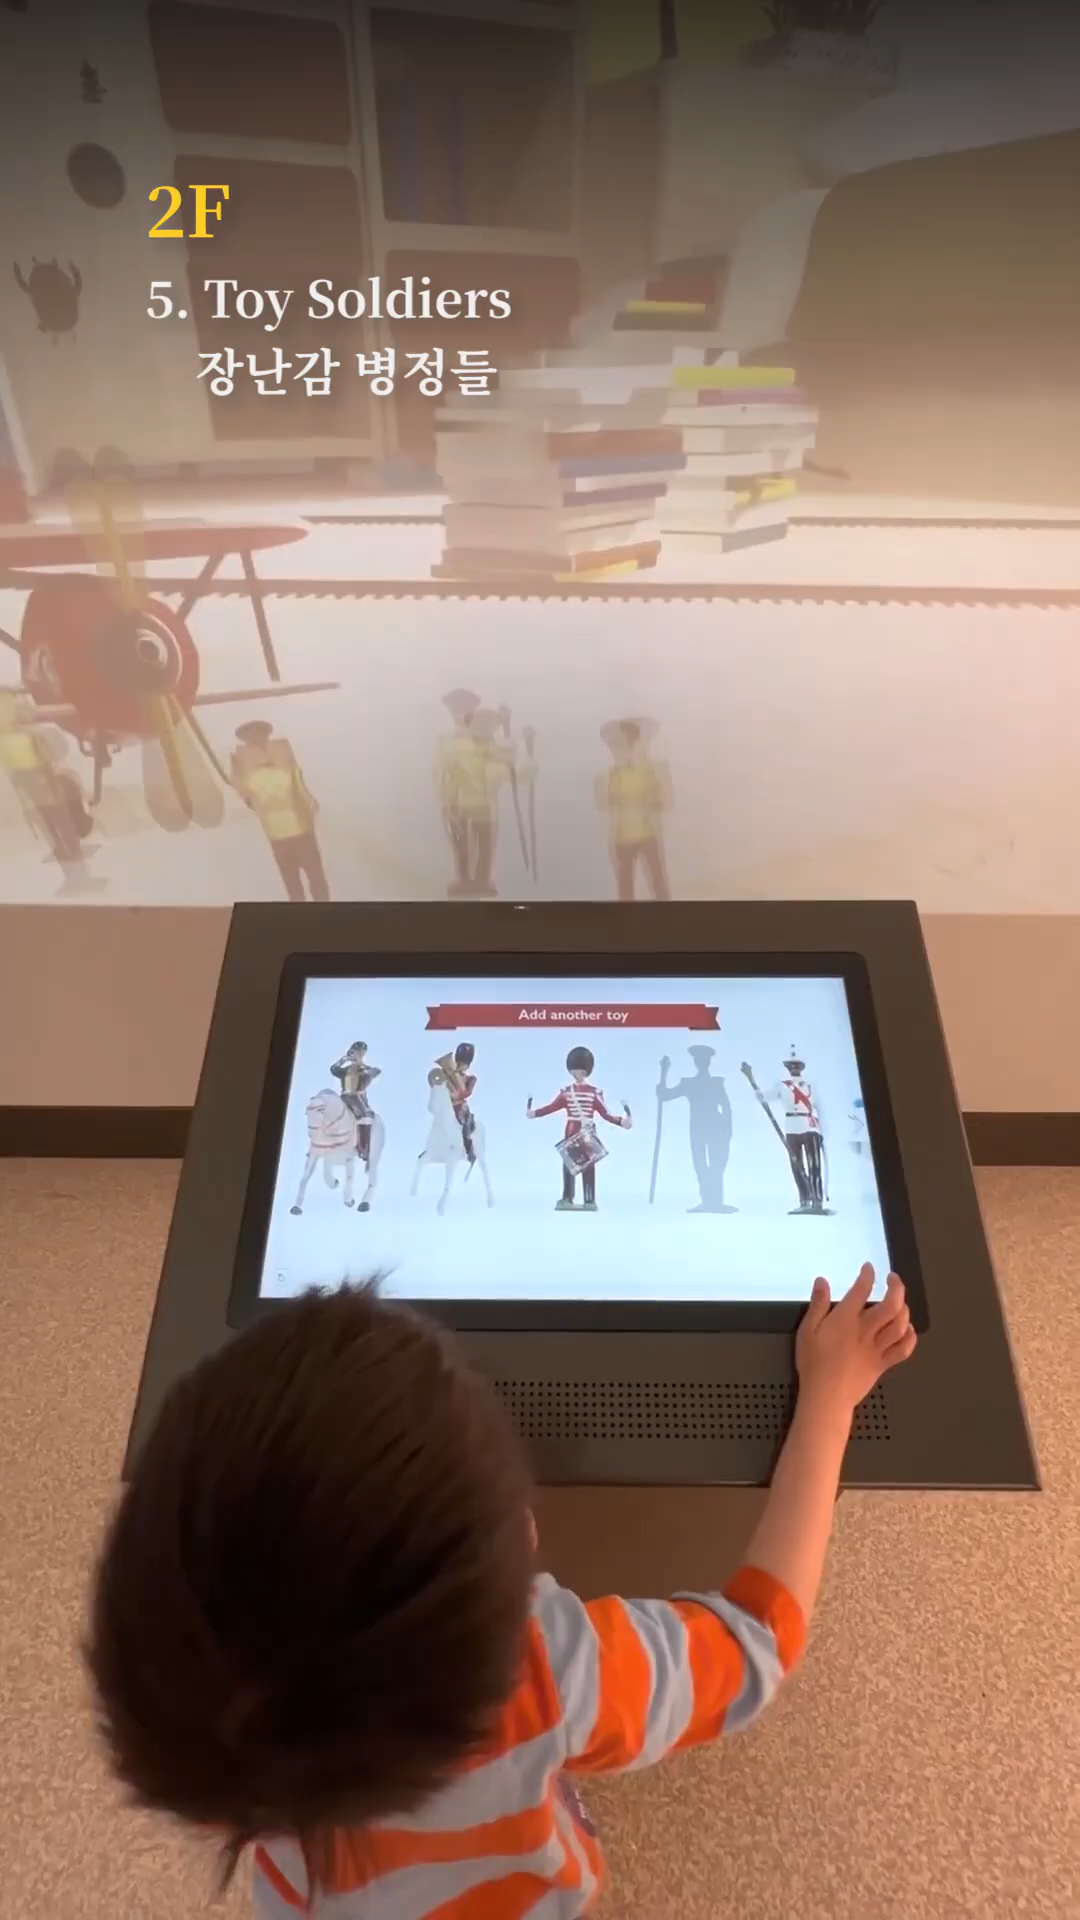 2F
5. Toy Soldiers
장난감 병정들
Add another toy